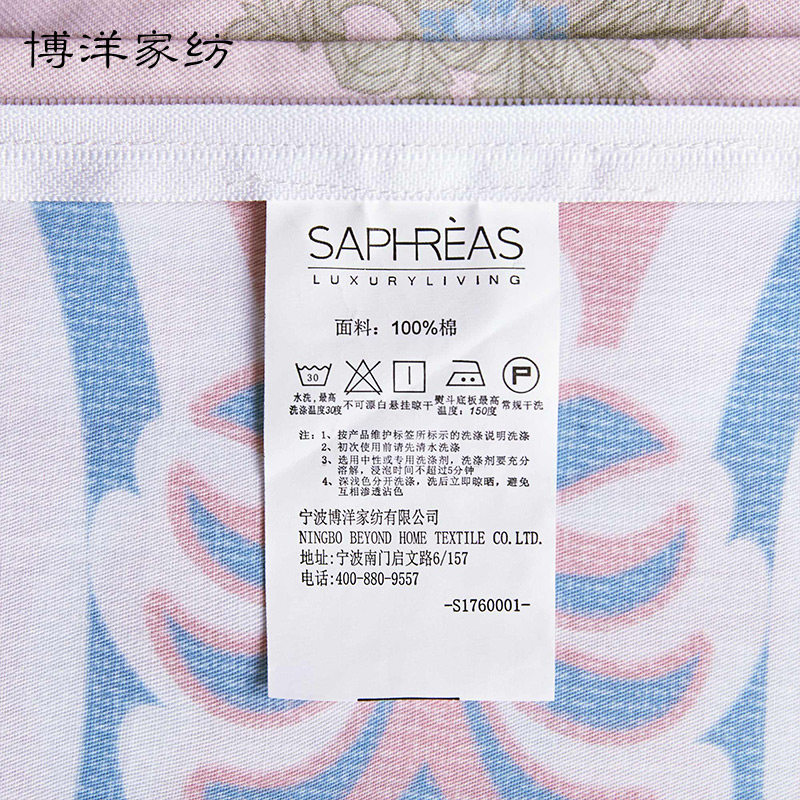 博洋家纺
SAPHRÈAS
LUXURYLIVING
面料：100%棉
30 P
水洗,最高 洗涤温度30度 不可漂白 悬挂晾干 熨斗底板最高 温度：150度 常规干洗
注：1、按产品维护标签所标示的洗涤说明洗涤
2、初次使用前请先清水洗涤
3、选用中性或专用洗涤剂，洗涤剂要充分
溶解，浸泡时间不超过5分钟
4、深浅色分开洗涤，洗后立即晾晒，避免
互相渗透沾色
宁波博洋家纺有限公司
NINGBO BEYOND HOME TEXTILE CO.LTD.
地址:宁波南门启文路6/157
电话:400-880-9557
-S1760001-